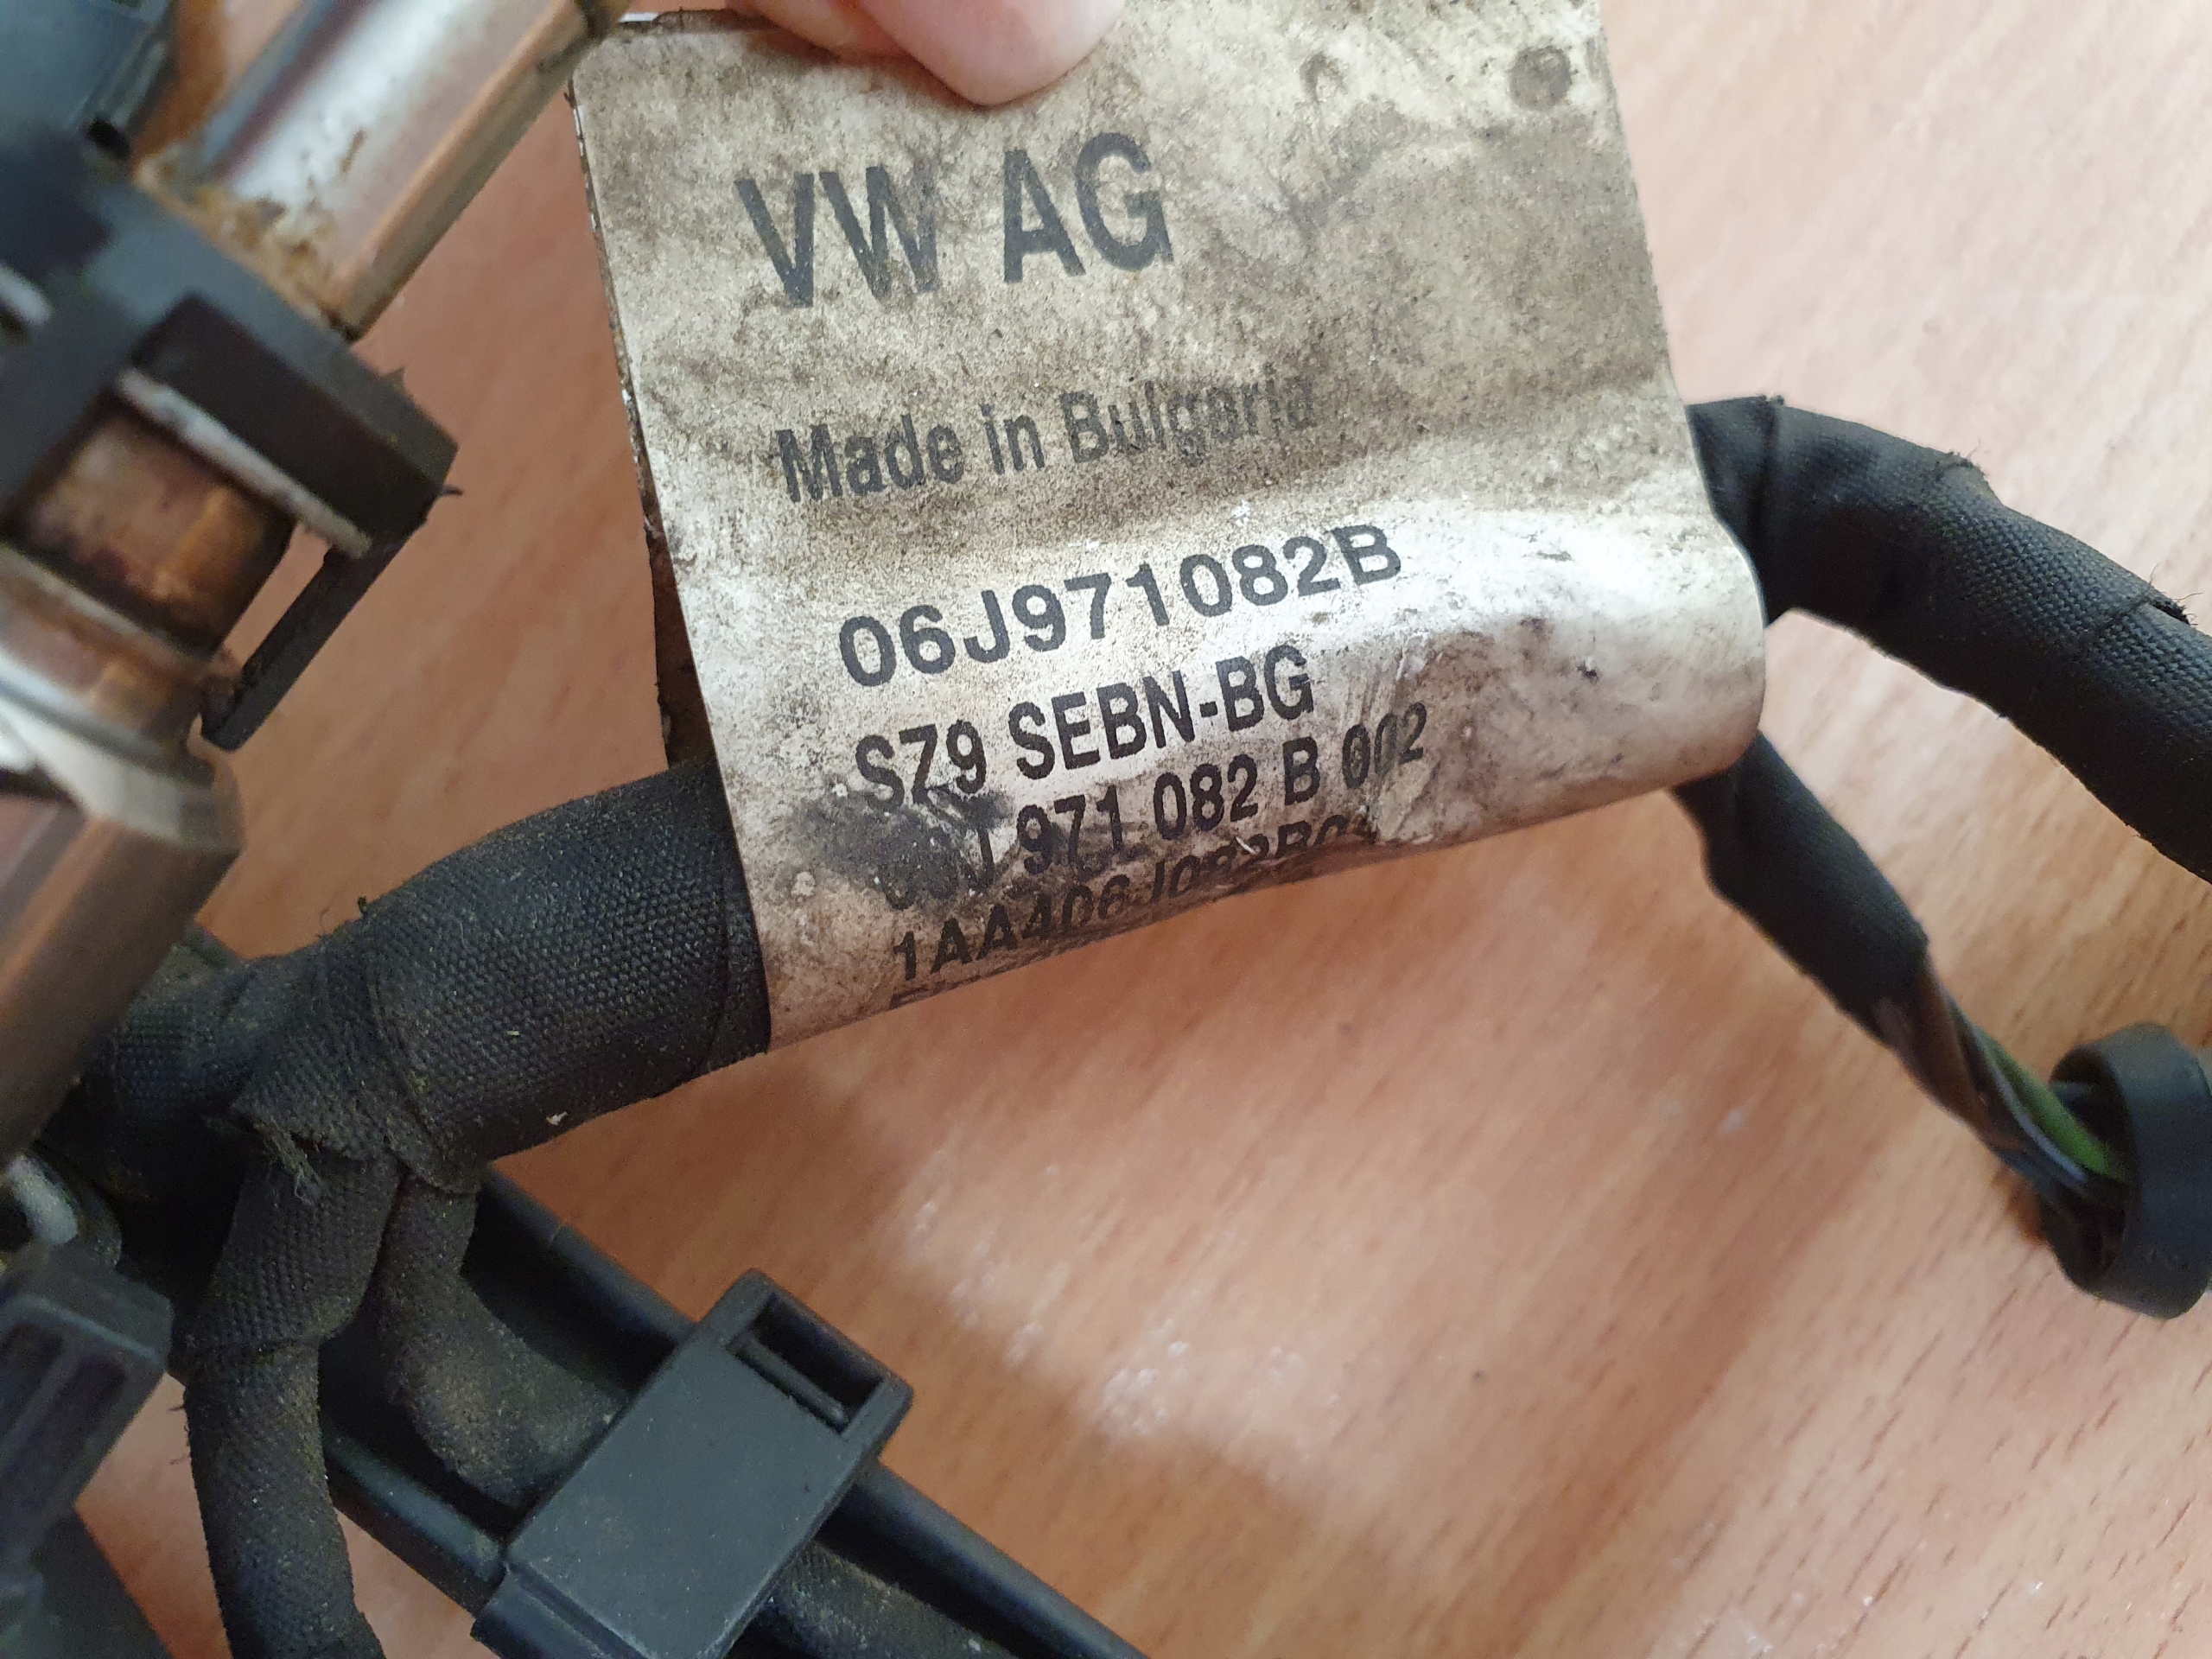 VW AG
Made in Bulgaria
06J971082B
SZ9 SEBN-BG
971 082 B 002